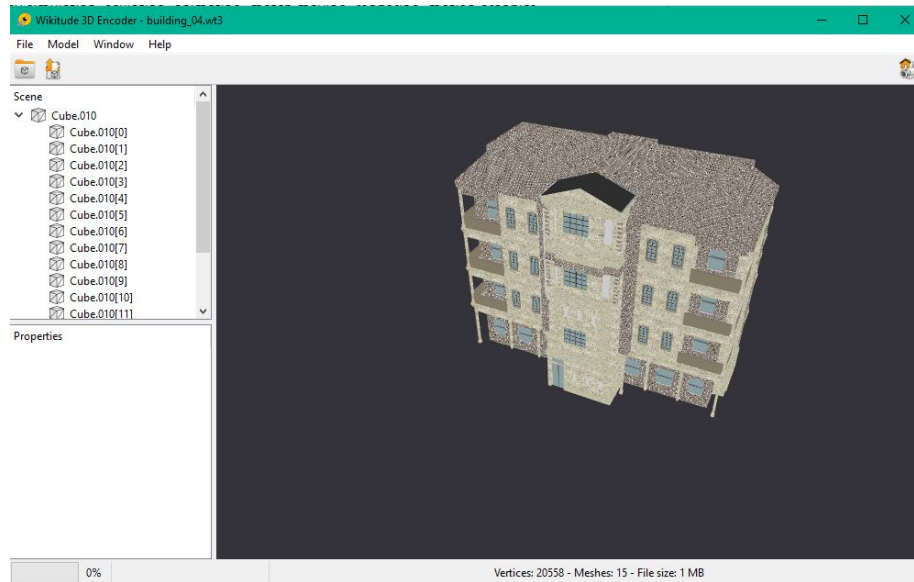 Wikitude 3D Encoder - building_04.wt3
File Model Window Help
Scene
Cube.010
Cube.010[0]
Cube.010[1]
Cube.010[2]
Cube.010[3]
Cube.010[4]
Cube.010[5]
Cube.010[6]
Cube.010[7]
Cube.010[8]
Cube.010[9]
Cube.010[10]
Cube.010[11]
Properties
0%
Vertices: 20558 - Meshes: 15 - File size: 1 MB